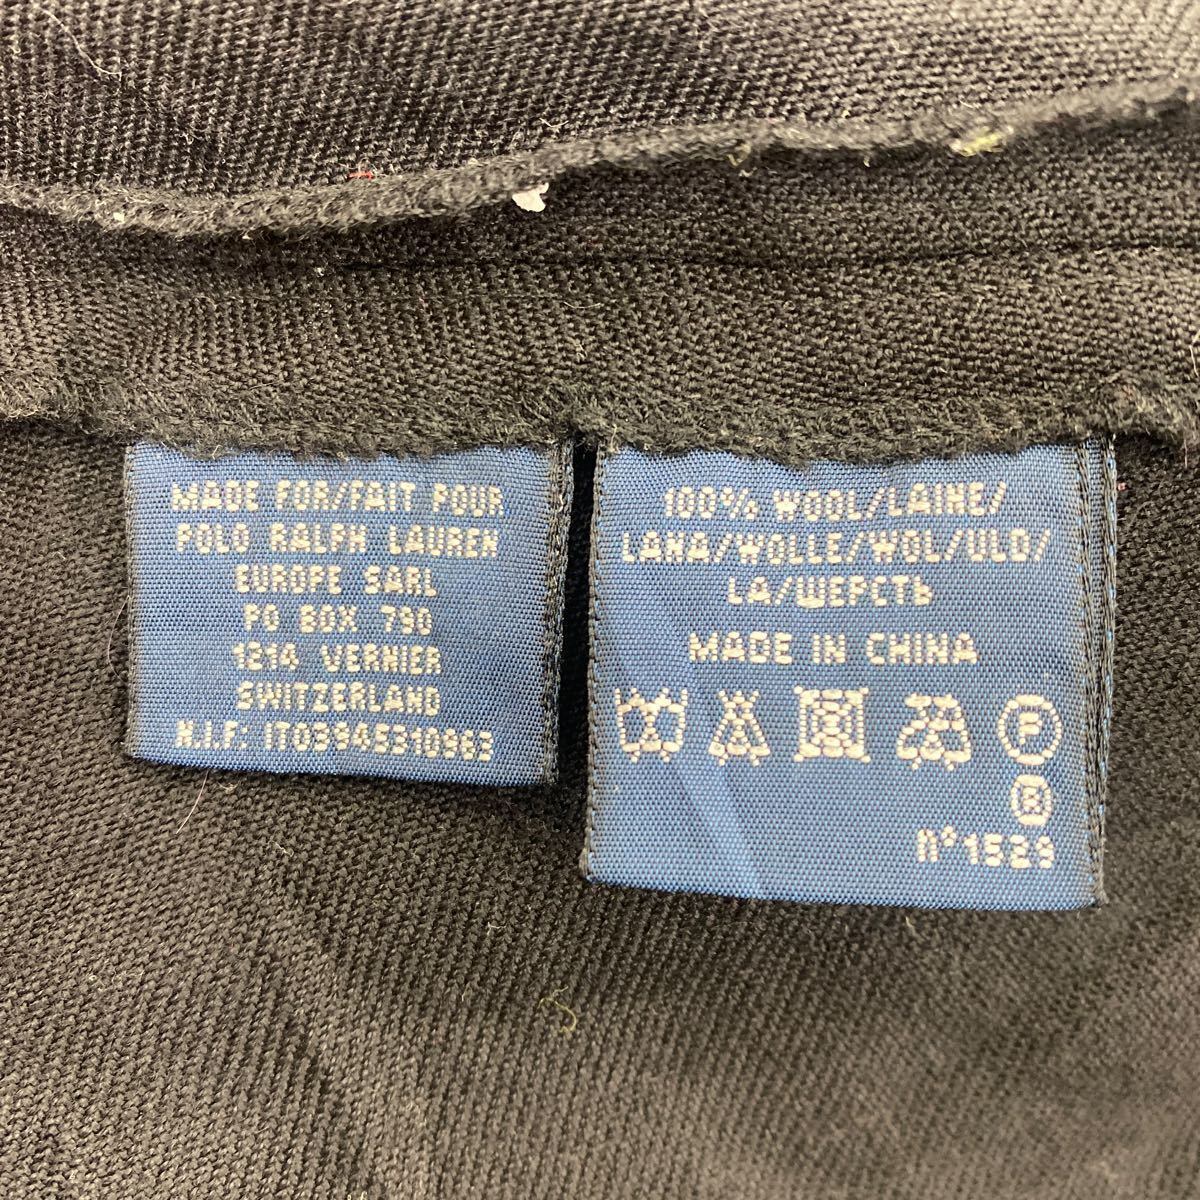 MADE FOR/FAIT POUR
POLO RALPH LAUREN
EUROPE SARL
PO BOX 790
1214 VERNIER
SWITZERLAND
N.I.F: IT03945310963
100% WOOL/LAINE/
LANA/WOLLE/WOL/ULD/
LA/ШЕРСТЬ
MADE IN CHINA
F
n°1529